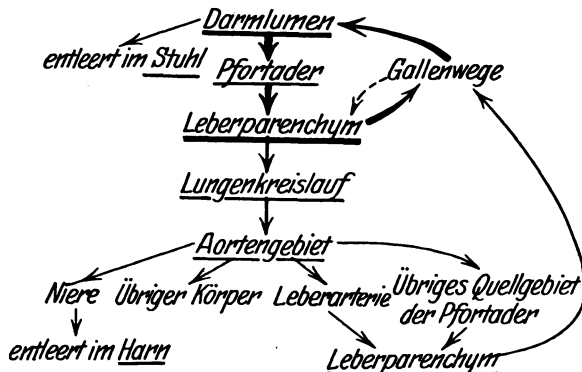 Darmlumen
entleert im Stuhl
Pfortader
Gallenwege
Leberparenchym
Lungenkreislauf
Aortengebiet
Niere
Übriger Körper
Leberarterie
Übriges Quellgebiet
der Pfortader
entleert im Harn
Leberparenchym